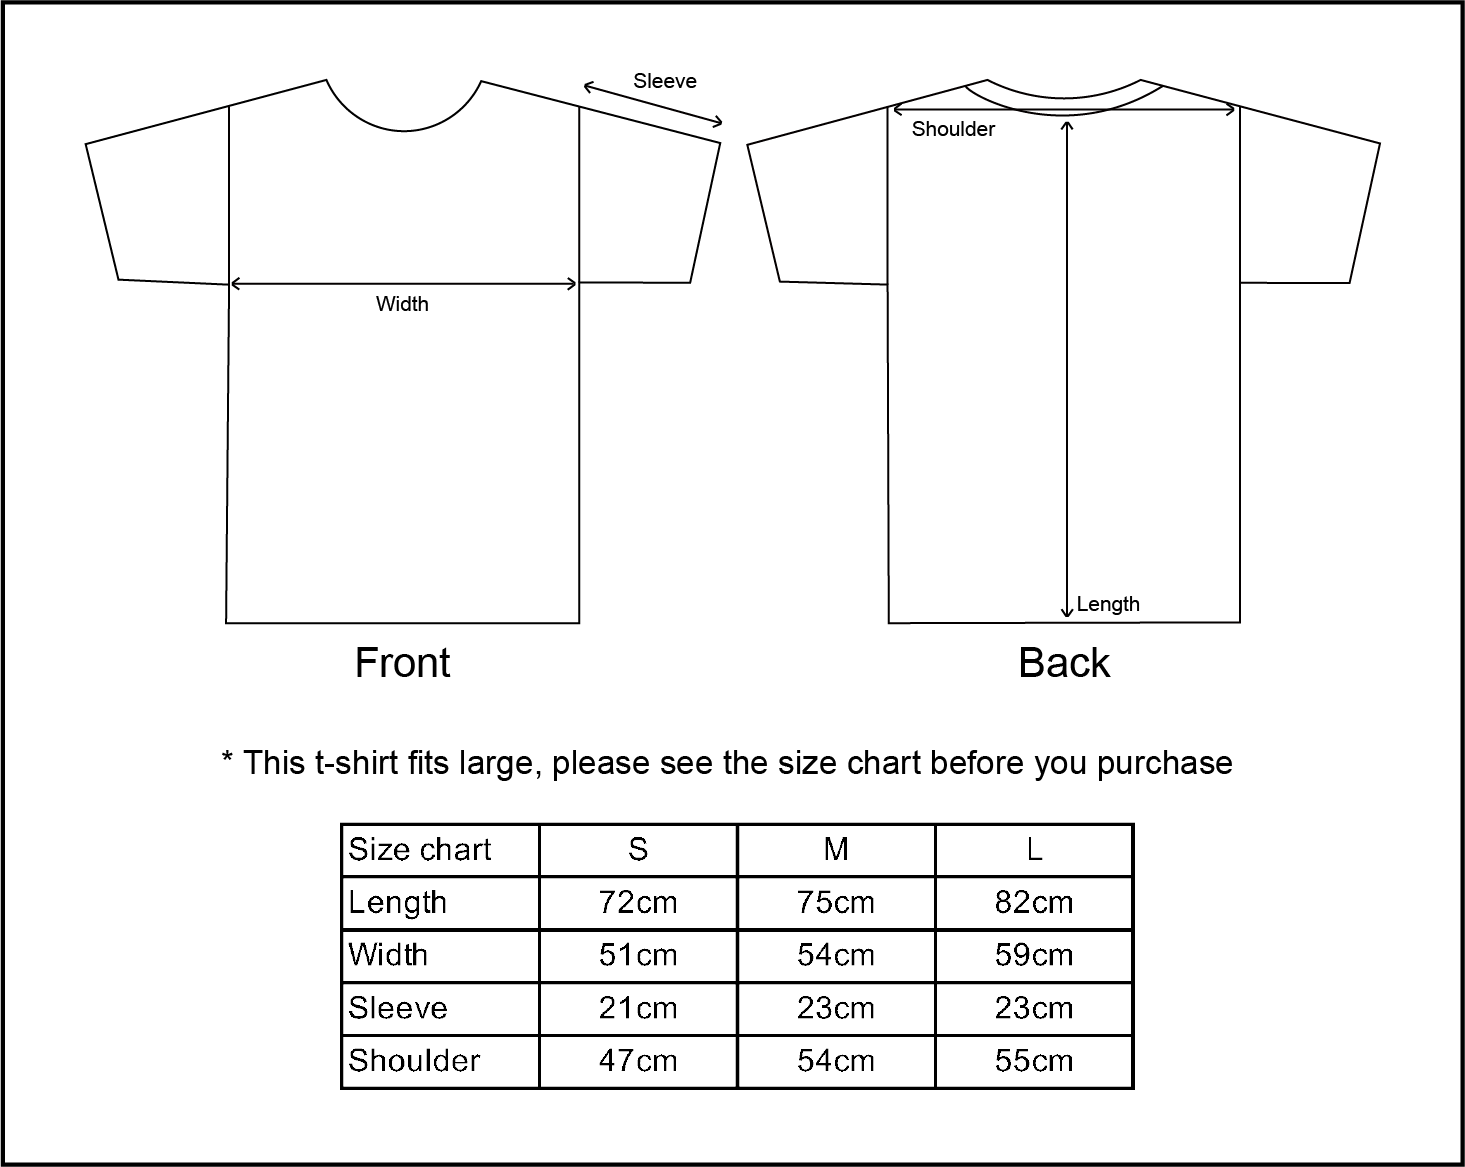 Sleeve
Shoulder
Width
Length
Front
Back
* This t-shirt fits large, please see the size chart before you purchase
Size chart S M L
Length 72cm 75cm 82cm
Width 51cm 54cm 59cm
Sleeve 21cm 23cm 23cm
Shoulder 47cm 54cm 55cm